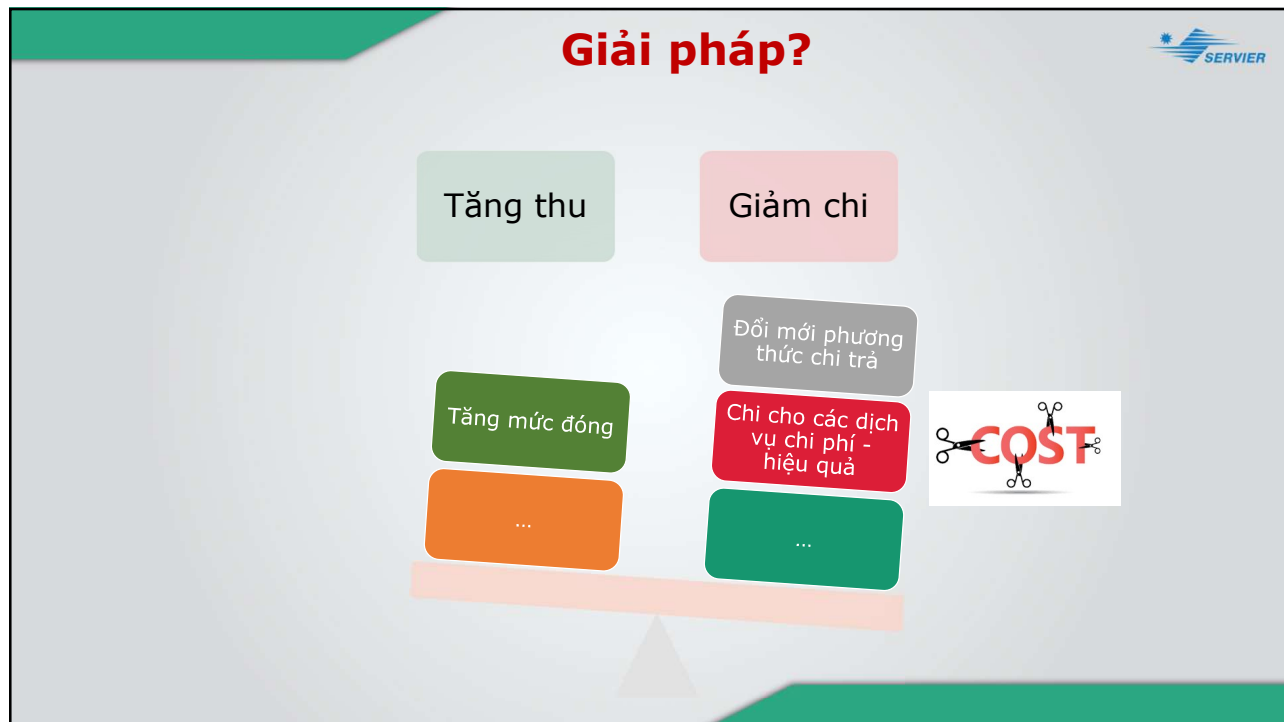 Giải pháp?
SERVIER
Tăng thu
Giảm chi
Tăng mức đóng
...
Đổi mới phương
thức chi trả
Chi cho các dịch
vụ chi phí -
hiệu quả
...
COST